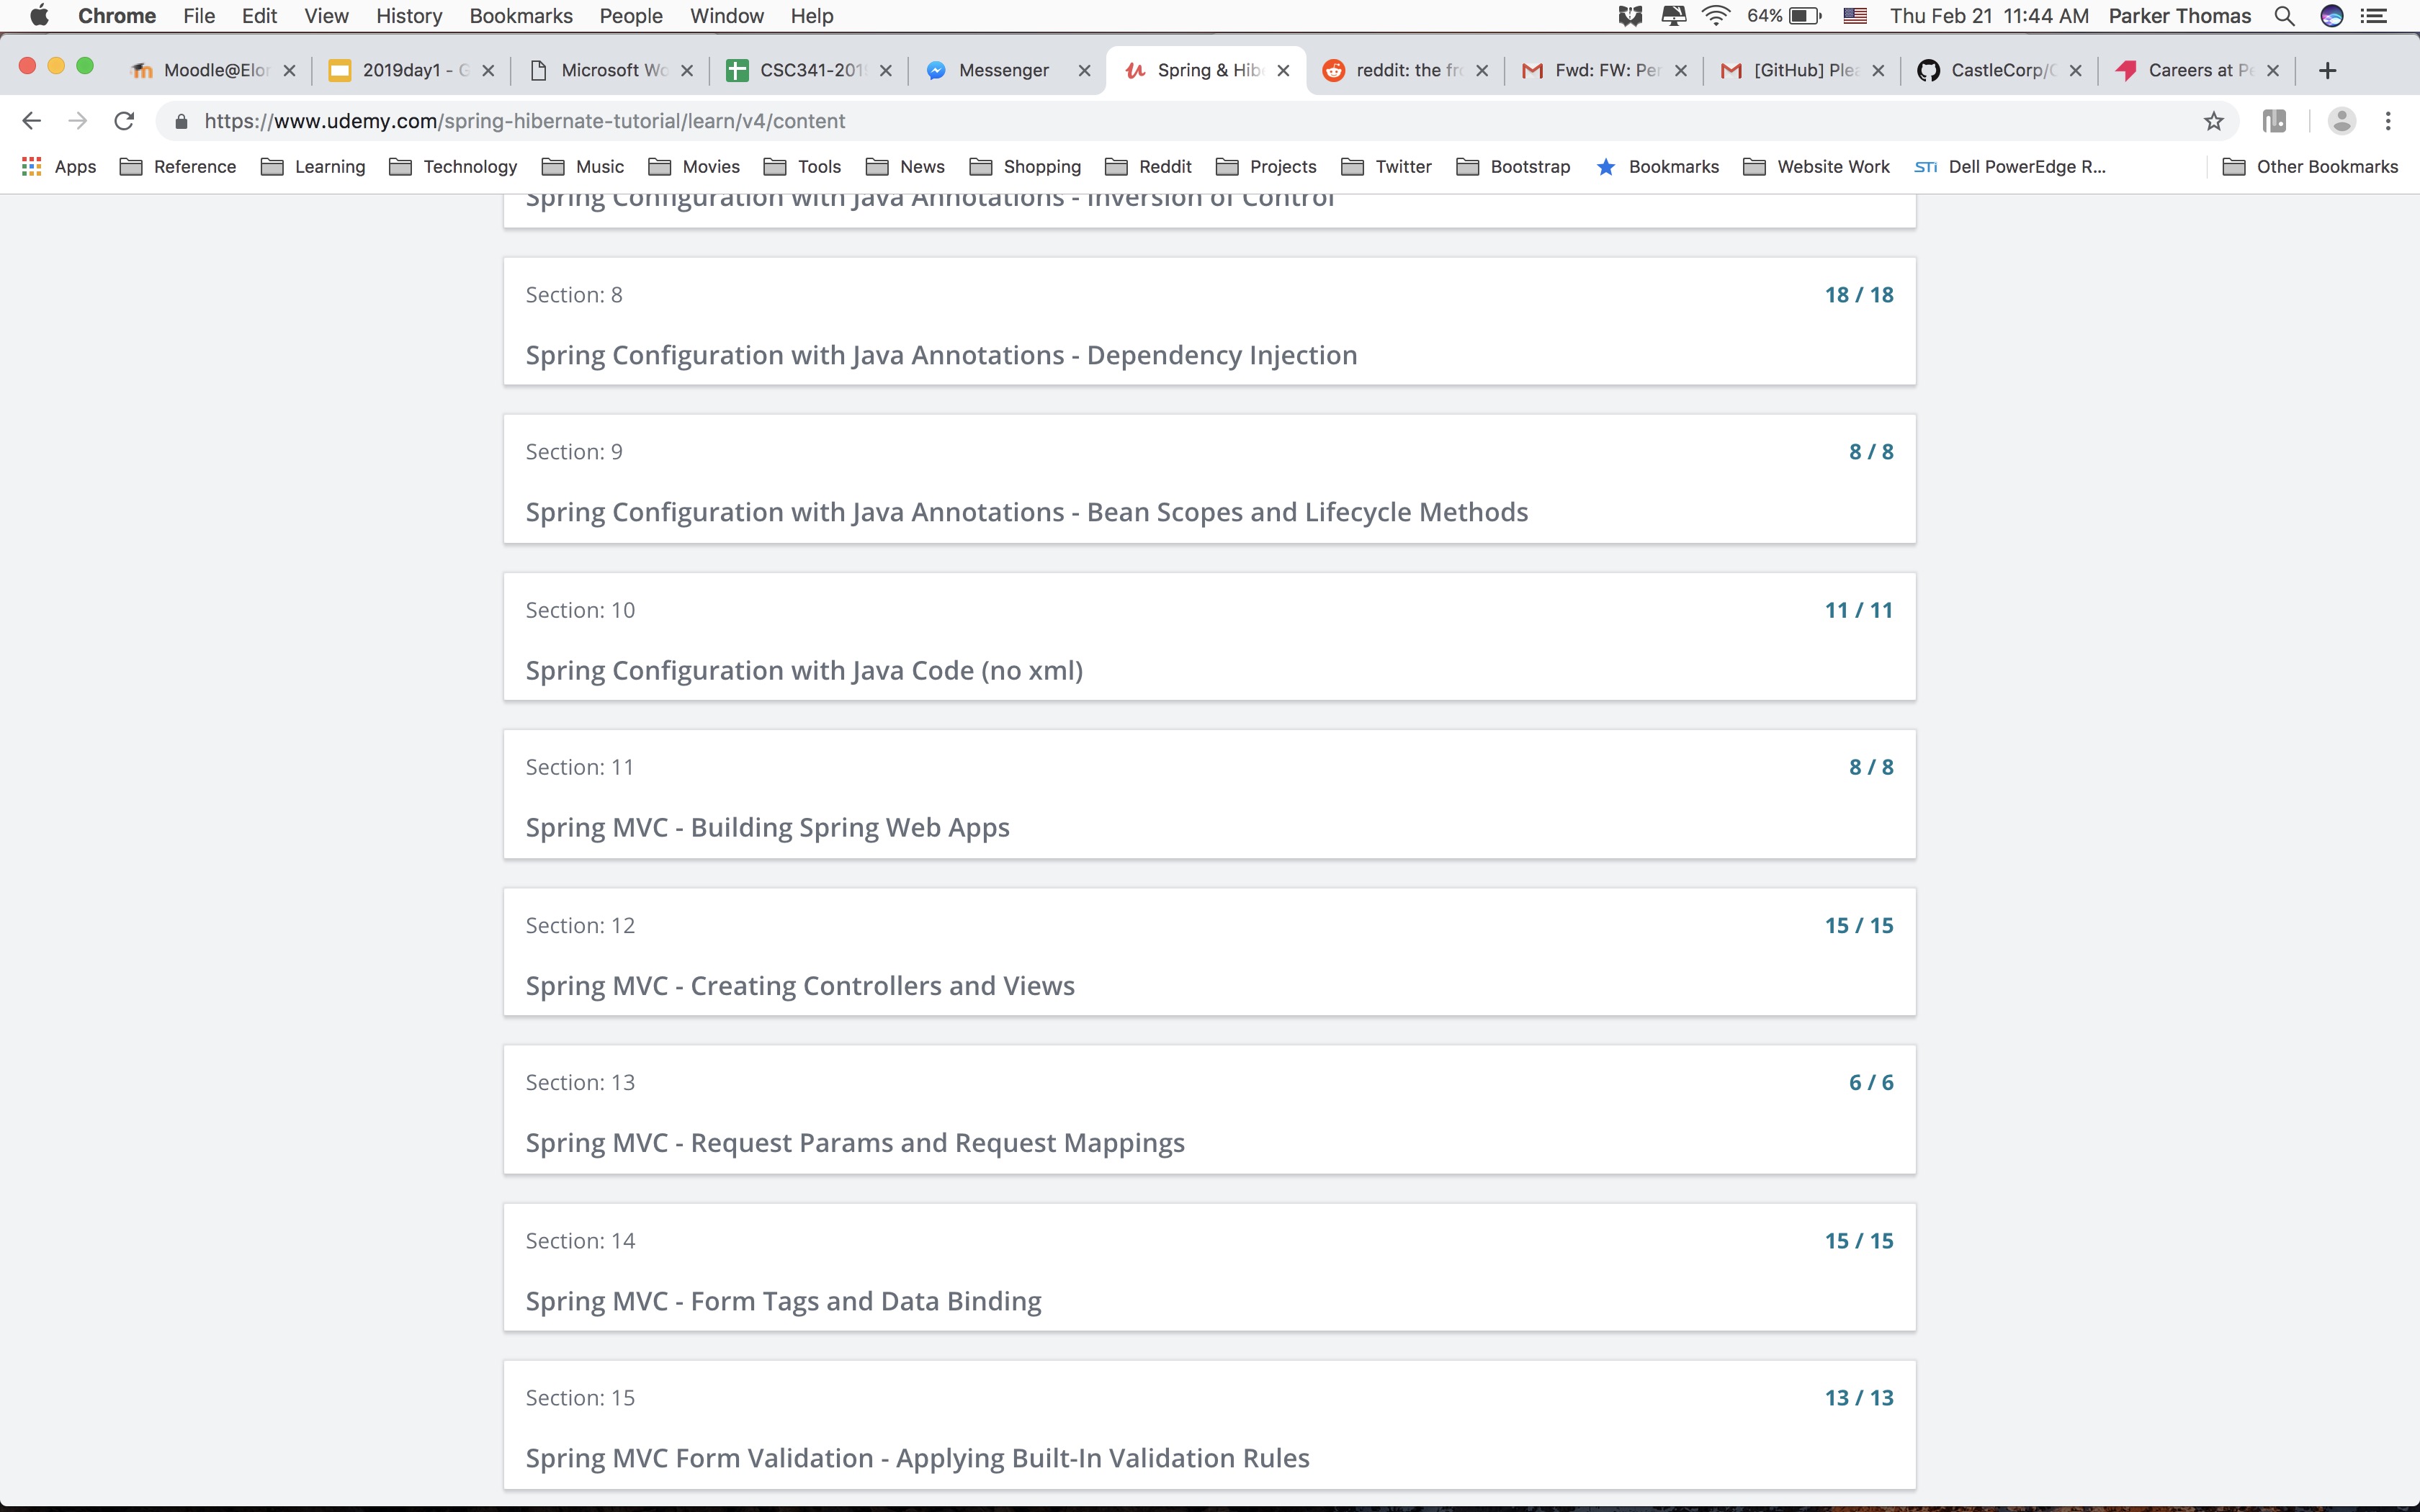 Chrome File Edit View History Bookmarks People Window Help 64% Thu Feb 21 11:44 AM Parker Thomas
Moodle@Elon 2019day1 - G Microsoft Wo CSC341-201 Messenger Spring & Hib reddit: the fr Fwd: FW: Per [GitHub] Plea CastleCorp/ Careers at Pe
https://www.udemy.com/spring-hibernate-tutorial/learn/v4/content
Apps Reference Learning Technology Music Movies Tools News Shopping Reddit Projects Twitter Bootstrap Bookmarks Website Work STi Dell PowerEdge R... Other Bookmarks
Spring Configuration with Java Annotations - Inversion of Control
Section: 8 18 / 18
Spring Configuration with Java Annotations - Dependency Injection
Section: 9 8 / 8
Spring Configuration with Java Annotations - Bean Scopes and Lifecycle Methods
Section: 10 11 / 11
Spring Configuration with Java Code (no xml)
Section: 11 8 / 8
Spring MVC - Building Spring Web Apps
Section: 12 15 / 15
Spring MVC - Creating Controllers and Views
Section: 13 6 / 6
Spring MVC - Request Params and Request Mappings
Section: 14 15 / 15
Spring MVC - Form Tags and Data Binding
Section: 15 13 / 13
Spring MVC Form Validation - Applying Built-In Validation Rules